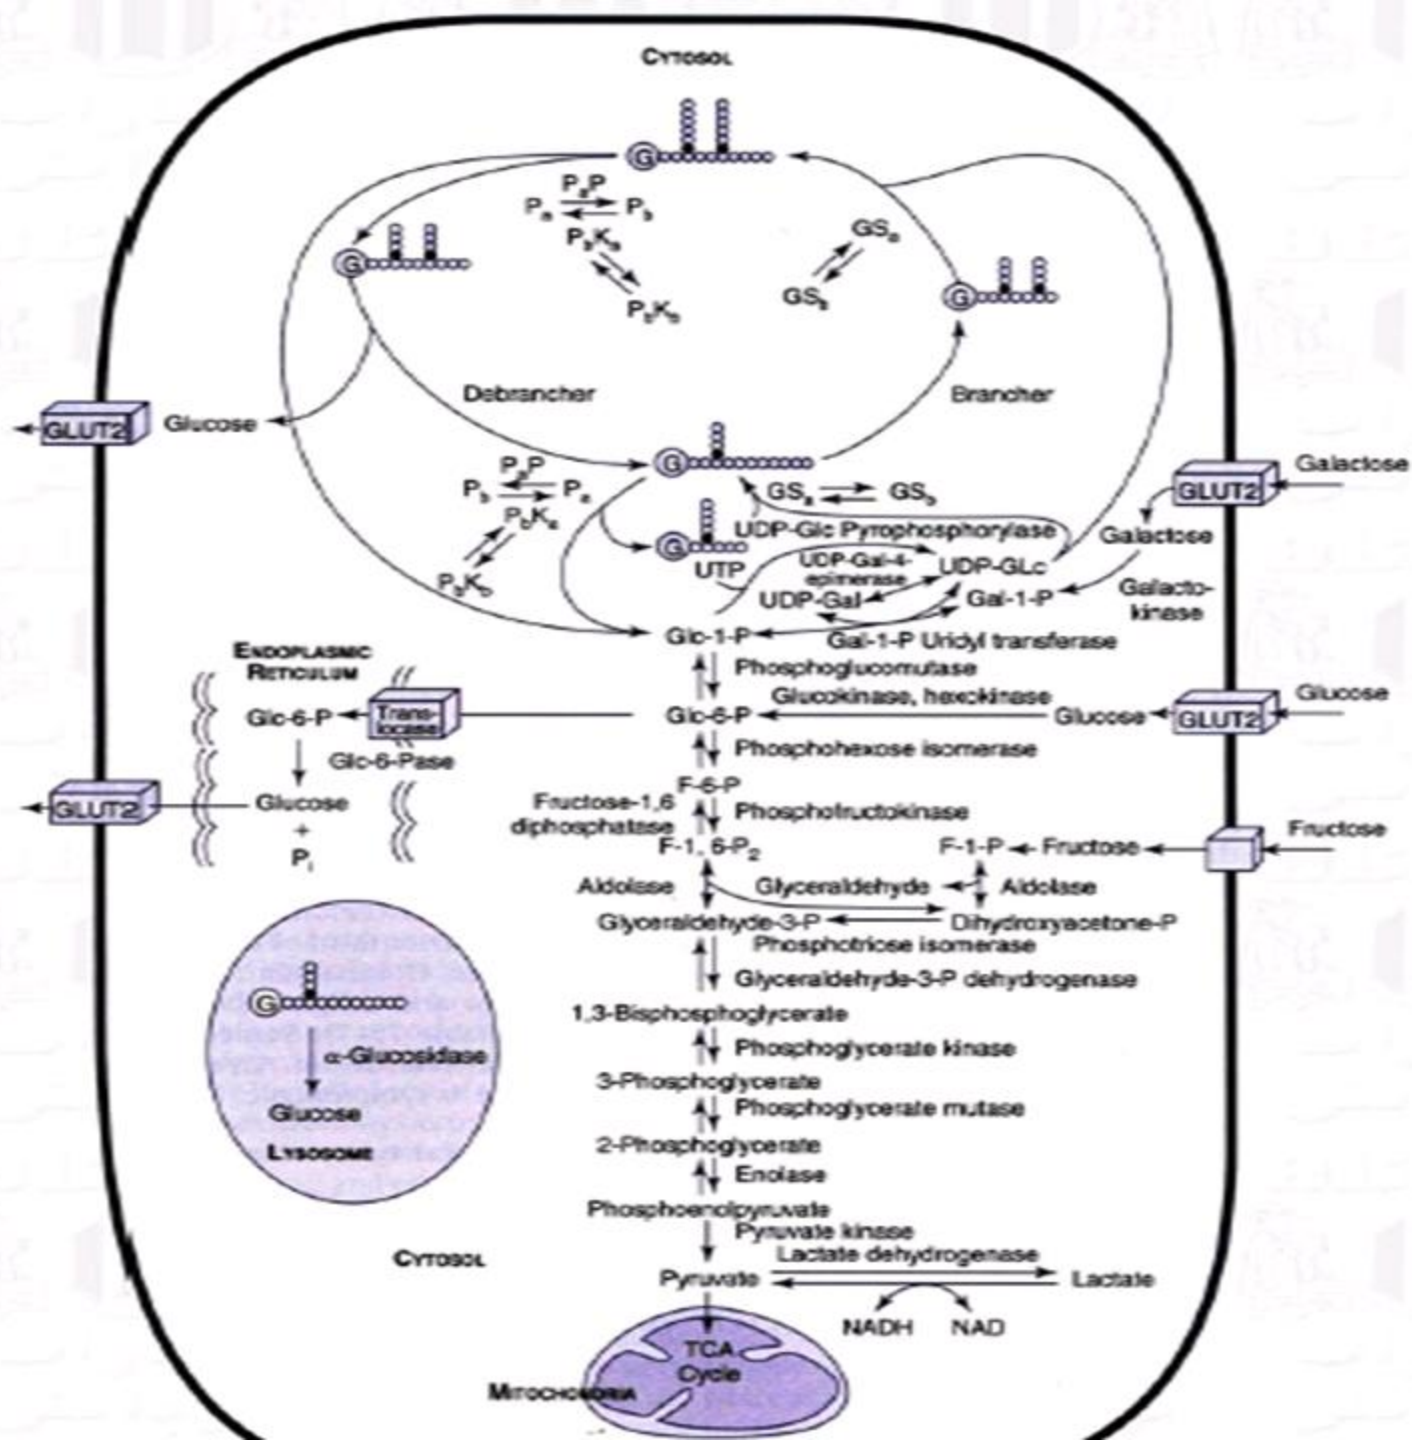 CYTOSOL
G
PaP
Pa Pb
PbKa
PbKb
GSa
GSb
G
G
Debrancher
Brancher
GLUT2 Glucose
G
PaP
Pb Pa
PbKa
PbKb
GSa GSb
UDP-Glc Pyrophosphorylase
G
UTP
UDP-Gal-4-
epimerase
UDP-GLc
UDP-Gal
Gal-1-P
Galactose
GLUT2
Galactose
Galacto-
kinase
Glc-1-P
Gal-1-P Uridyl transferase
Phosphoglucomutase
ENDOPLASMIC
RETICULUM
Glc-6-P
Trans-
locase
Glc-6-P
Glucokinase, hexokinase
Glucose
GLUT2
Glucose
Glc-6-Pase
Phosphohexose isomerase
GLUT2
Glucose
+
Pi
F-6-P
Fructose-1,6
diphosphatase
Phosphofructokinase
F-1, 6-P2
F-1-P
Fructose
Fructose
Aldolase
Glyceraldehyde
Aldolase
Glyceraldehyde-3-P
Dihydroxyacetone-P
Phosphotriose isomerase
Glyceraldehyde-3-P dehydrogenase
1,3-Bisphosphoglycerate
Phosphoglycerate kinase
3-Phosphoglycerate
Phosphoglycerate mutase
2-Phosphoglycerate
Enolase
Phosphoenolpyruvate
Pyruvate kinase
Lactate dehydrogenase
Pyruvate
Lactate
NADH NAD
G
α-Glucosidase
Glucose
LYSOSOME
CYTOSOL
TCA
Cycle
MITOCHONDRIA